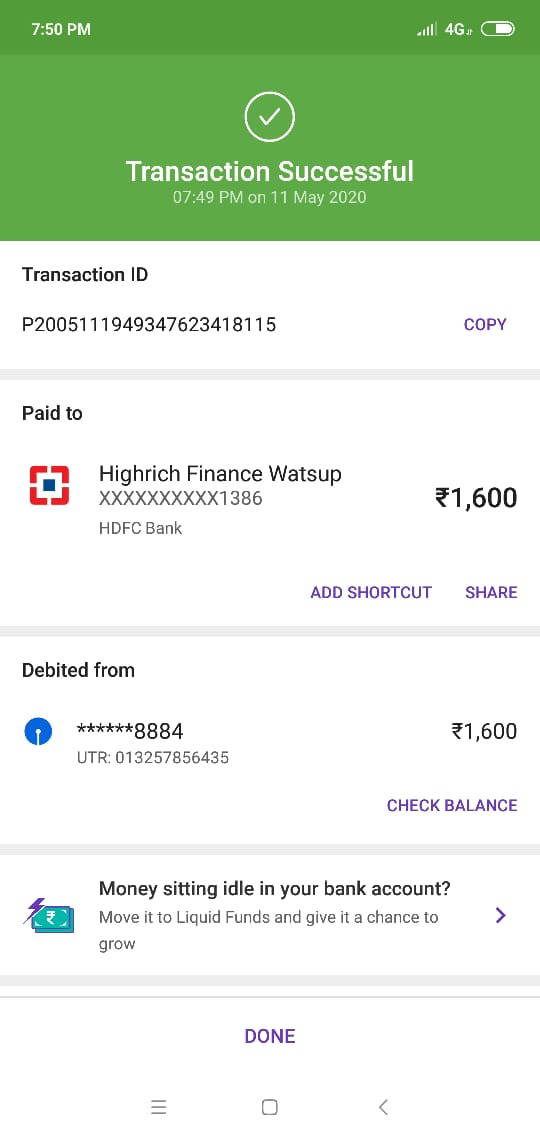 7:50 PM
4G
Transaction Successful
07:49 PM on 11 May 2020
Transaction ID
P2005111949347623418115
COPY
Paid to
Highrich Finance Watsup
XXXXXXXXXX1386
₹1,600
HDFC Bank
ADD SHORTCUT
SHARE
Debited from
******8884
₹1,600
UTR: 013257856435
CHECK BALANCE
Money sitting idle in your bank account?
Move it to Liquid Funds and give it a chance to
grow
DONE